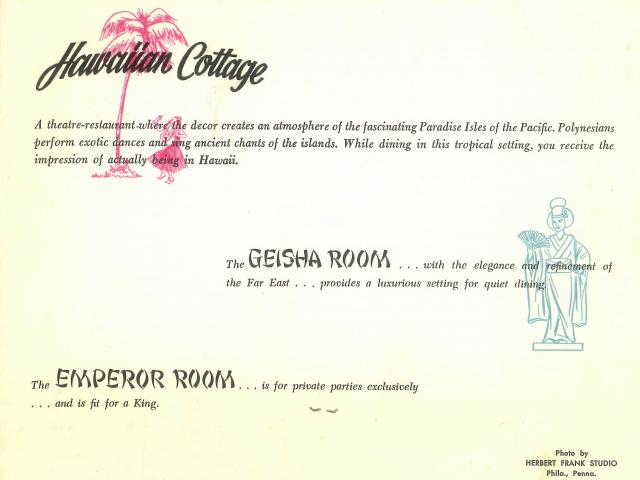 Hawaiian Cottage
A theatre-restaurant where the decor creates an atmosphere of the fascinating Paradise Isles of the Pacific. Polynesians
perform exotic dances and sing ancient chants of the islands. While dining in this tropical setting, you receive the
impression of actually being in Hawaii.
The GEISHA ROOM . . . with the elegance and refinement of
the Far East . . . provides a luxurious setting for quiet dining.
The EMPEROR ROOM . . . is for private parties exclusively
. . . and is fit for a King.
Photo by
HERBERT FRANK STUDIO
Phila., Penna.